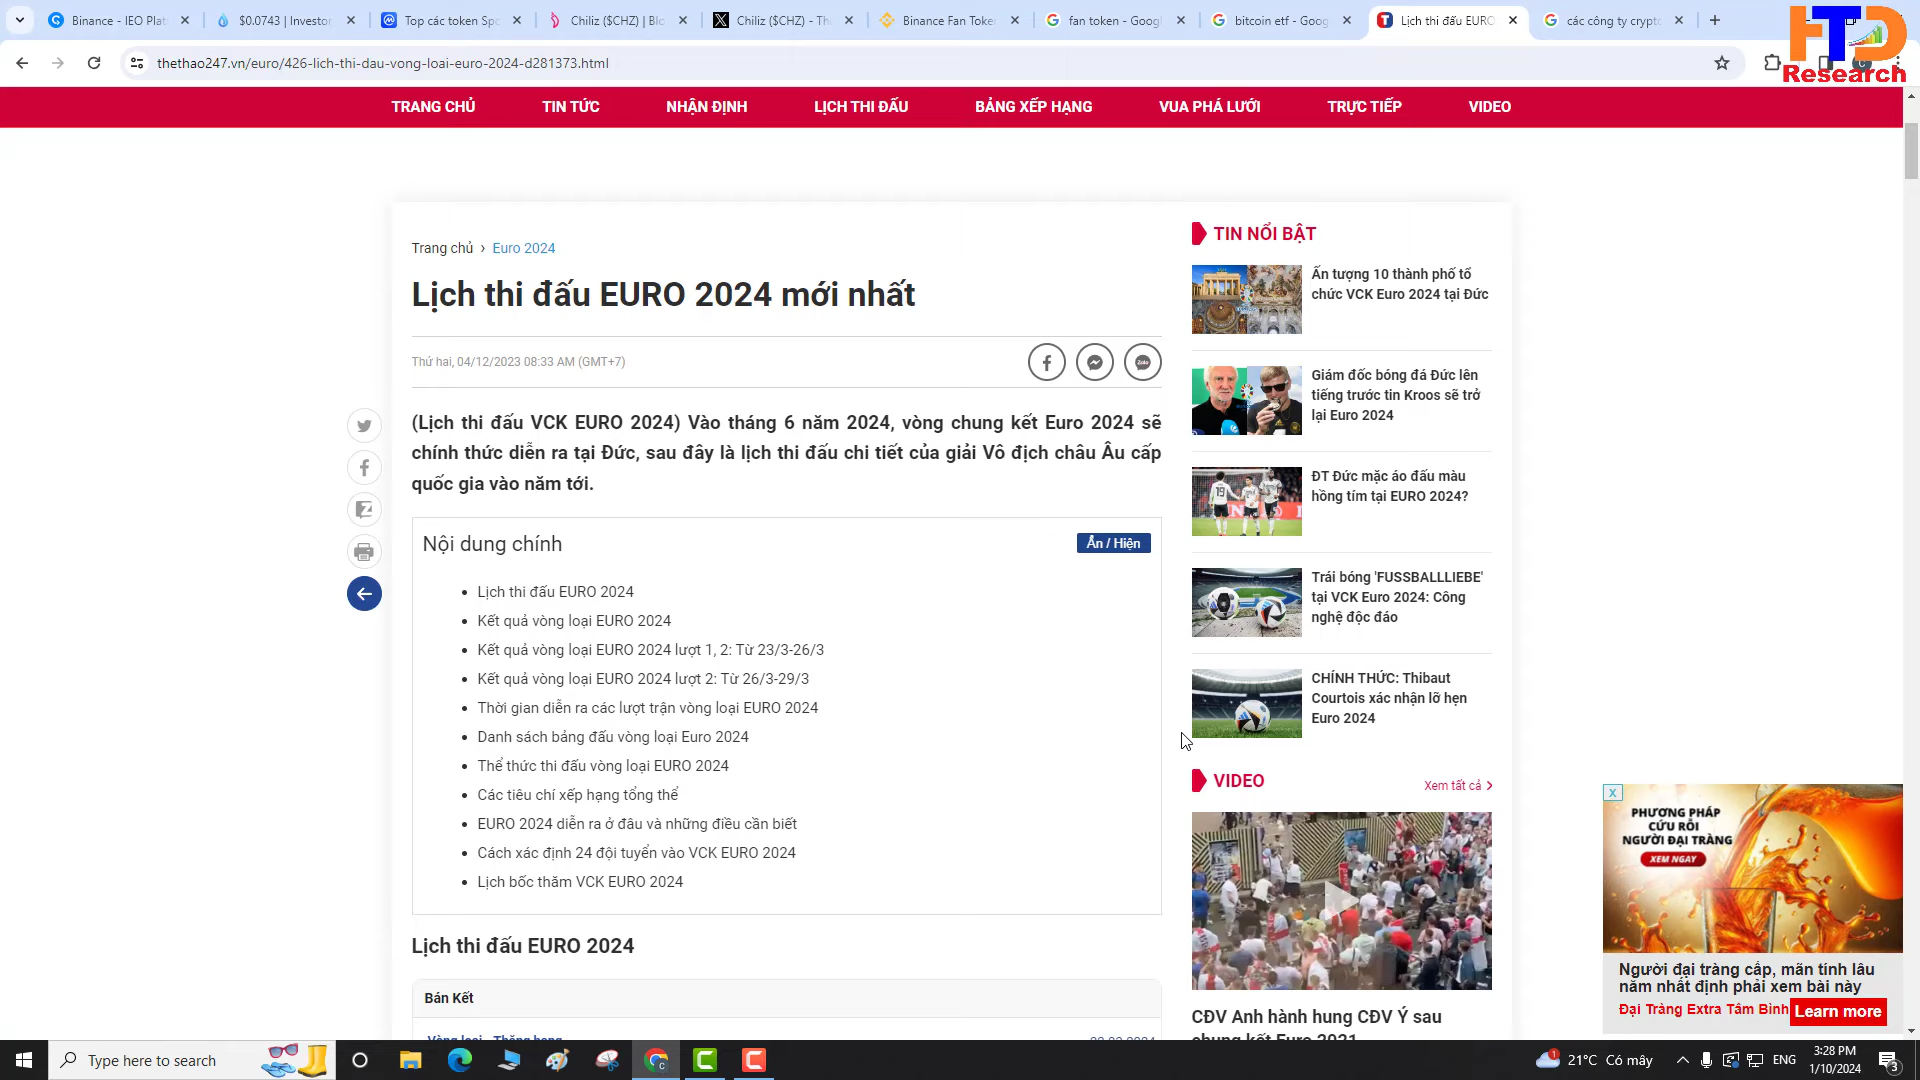 Binance - IEO Plat
$0.0743 | Investor
Top các token Spo
Chiliz ($CHZ) | Blo
Chiliz ($CHZ) - Th
Binance Fan Toke
fan token - Googl
bitcoin etf - Goog
Lịch thi đấu EURO
các công ty crypto
HTD
Research
thethao247.vn/euro/426-lich-thi-dau-vong-loai-euro-2024-d281373.html
TRANG CHỦ
TIN TỨC
NHẬN ĐỊNH
LỊCH THI ĐẤU
BẢNG XẾP HẠNG
VUA PHÁ LƯỚI
TRỰC TIẾP
VIDEO
Trang chủ › Euro 2024
Lịch thi đấu EURO 2024 mới nhất
Thứ hai, 04/12/2023 08:33 AM (GMT+7)
Zalo
(Lịch thi đấu VCK EURO 2024) Vào tháng 6 năm 2024, vòng chung kết Euro 2024 sẽ
chính thức diễn ra tại Đức, sau đây là lịch thi đấu chi tiết của giải Vô địch châu Âu cấp
quốc gia vào năm tới.
Nội dung chính
Ẩn / Hiện
Lịch thi đấu EURO 2024
Kết quả vòng loại EURO 2024
Kết quả vòng loại EURO 2024 lượt 1, 2: Từ 23/3-26/3
Kết quả vòng loại EURO 2024 lượt 2: Từ 26/3-29/3
Thời gian diễn ra các lượt trận vòng loại EURO 2024
Danh sách bảng đấu vòng loại Euro 2024
Thể thức thi đấu vòng loại EURO 2024
Các tiêu chí xếp hạng tổng thể
EURO 2024 diễn ra ở đâu và những điều cần biết
Cách xác định 24 đội tuyển vào VCK EURO 2024
Lịch bốc thăm VCK EURO 2024
Lịch thi đấu EURO 2024
Bán Kết
TIN NỔI BẬT
Ấn tượng 10 thành phố tổ
chức VCK Euro 2024 tại Đức
Giám đốc bóng đá Đức lên
tiếng trước tin Kroos sẽ trở
lại Euro 2024
ĐT Đức mặc áo đấu màu
hồng tím tại EURO 2024?
Trái bóng 'FUSSBALLLIEBE'
tại VCK Euro 2024: Công
nghệ độc đáo
CHÍNH THỨC: Thibaut
Courtois xác nhận lỡ hẹn
Euro 2024
VIDEO
Xem tất cả
CĐV Anh hành hung CĐV Ý sau
chung kết Euro 2021
X
PHƯƠNG PHÁP
CỨU RỖI
NGƯỜI ĐẠI TRÀNG
XEM NGAY
Người đại tràng cấp, mãn tính lâu
năm nhất định phải xem bài này
Đại Tràng Extra Tâm Bình
Learn more
Type here to search
21°C Có mây
ENG
3:28 PM
1/10/2024
3